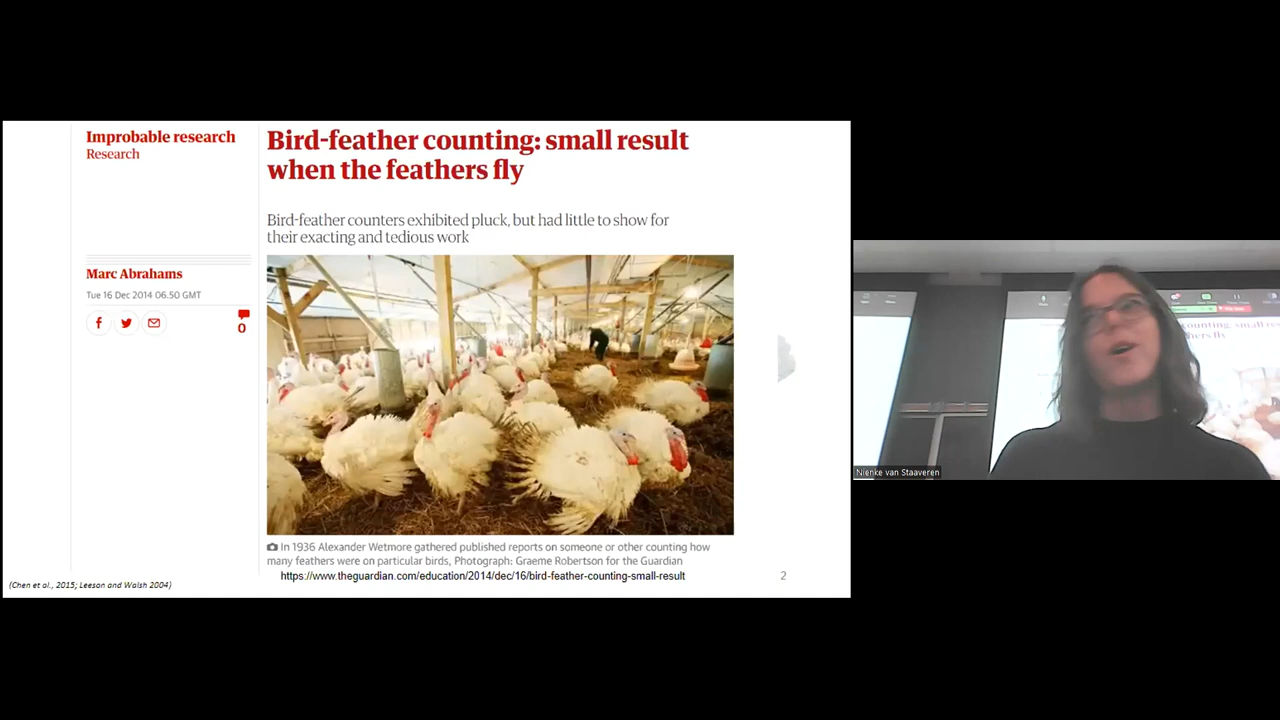 Improbable research
Research
Marc Abrahams
Tue 16 Dec 2014 06.50 GMT
0
Bird-feather counting: small result
when the feathers fly
Bird-feather counters exhibited pluck, but had little to show for
their exacting and tedious work
In 1936 Alexander Wetmore gathered published reports on someone or other counting how
many feathers were on particular birds, Photograph: Graeme Robertson for the Guardian
https://www.theguardian.com/education/2014/dec/16/bird-feather-counting-small-result
2
(Chen et al., 2015; Leeson and Walsh 2004)
counting: small res
Nienke van Staaveren